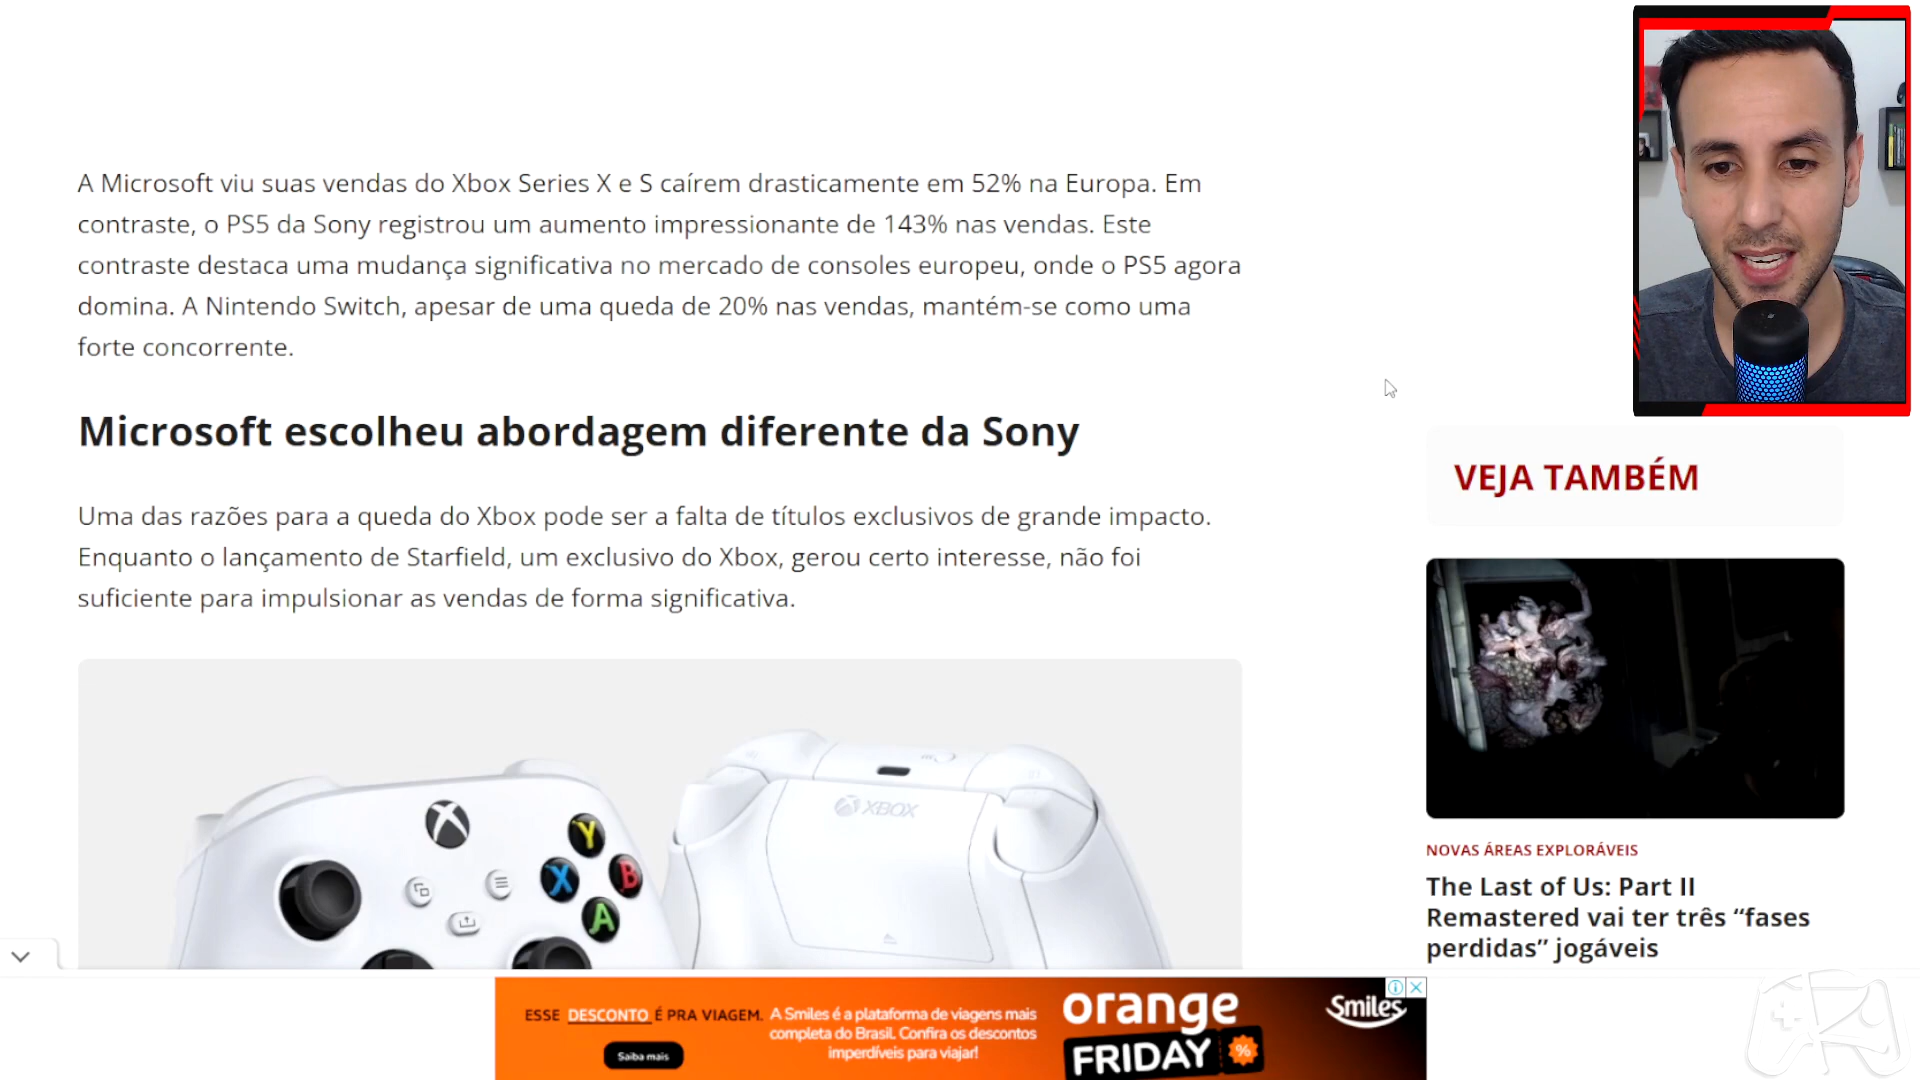 A Microsoft viu suas vendas do Xbox Series X e S caírem drasticamente em 52% na Europa. Em
contraste, o PS5 da Sony registrou um aumento impressionante de 143% nas vendas. Este
contraste destaca uma mudança significativa no mercado de consoles europeu, onde o PS5 agora
domina. A Nintendo Switch, apesar de uma queda de 20% nas vendas, mantém-se como uma
forte concorrente.
Microsoft escolheu abordagem diferente da Sony
Uma das razões para a queda do Xbox pode ser a falta de títulos exclusivos de grande impacto.
Enquanto o lançamento de Starfield, um exclusivo do Xbox, gerou certo interesse, não foi
suficiente para impulsionar as vendas de forma significativa.
XBOX
Y
X
B
A
VEJA TAMBÉM
NOVAS ÁREAS EXPLORÁVEIS
The Last of Us: Part II
Remastered vai ter três “fases
perdidas” jogáveis
ESSE DESCONTO É PRA VIAGEM.
Saiba mais
A Smiles é a plataforma de viagens mais
completa do Brasil. Confira os descontos
imperdíveis para viajar!
orange
FRIDAY %
Smiles